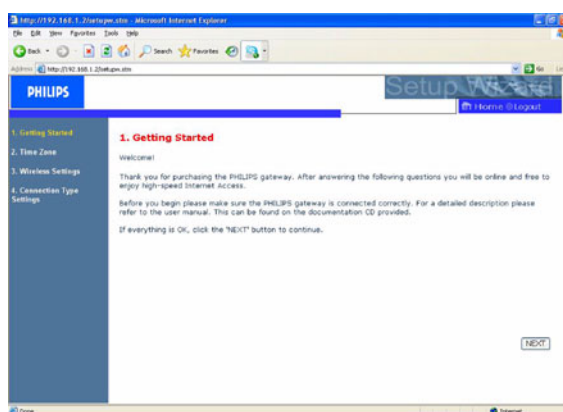 http://192.168.1.2/setupw.stm - Microsoft Internet Explorer
File Edit View Favorites Tools Help
Back Search Favorites
Address http://192.168.1.2/setupw.stm Go
PHILIPS
Setup Wizard
Home Logout
1. Getting Started
2. Time Zone
3. Wireless Settings
4. Connection Type
Settings
1. Getting Started
Welcome!
Thank you for purchasing the PHILIPS gateway. After answering the following questions you will be online and free to
enjoy high-speed Internet Access.
Before you begin please make sure the PHILIPS gateway is connected correctly. For a detailed description please
refer to the user manual. This can be found on the documentation CD provided.
If everything is OK, click the "NEXT" button to continue.
NEXT
Done
Internet